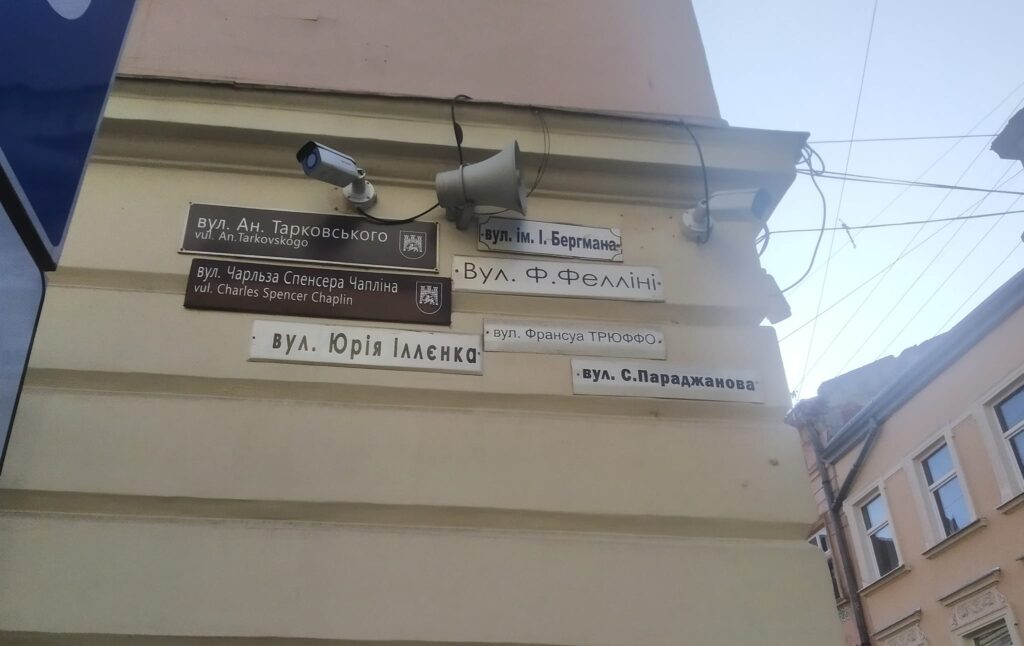 вул. Ан. Тарковського
vul. An.Tarkovskogo
вул. Чарльза Спенсера Чапліна
vul. Charles Spencer Chaplin
вул. Юрія Іллєнка
вул. ім. І. Бергмана
Вул. Ф.Фелліні
вул. Франсуа ТРЮФФО
вул. С.Параджанова